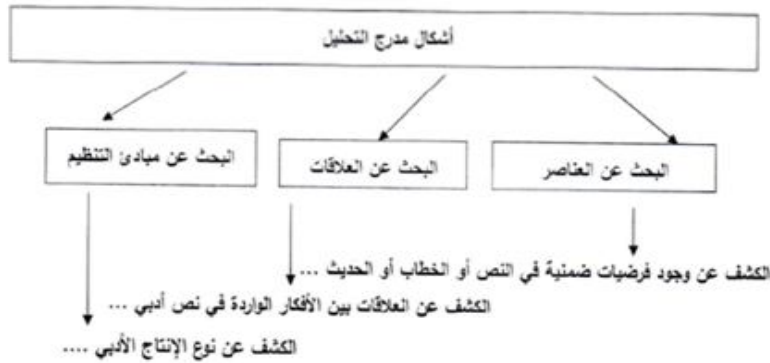 أشكال مدرج التحليل
البحث عن العناصر
البحث عن العلاقات
البحث عن مبادئ التنظيم
الكشف عن وجود فرضيات ضمنية في النص أو الخطاب أو الحديث ...
الكشف عن العلاقات بين الأفكار الواردة في نص أدبي ...
الكشف عن نوع الإنتاج الأدبي ....